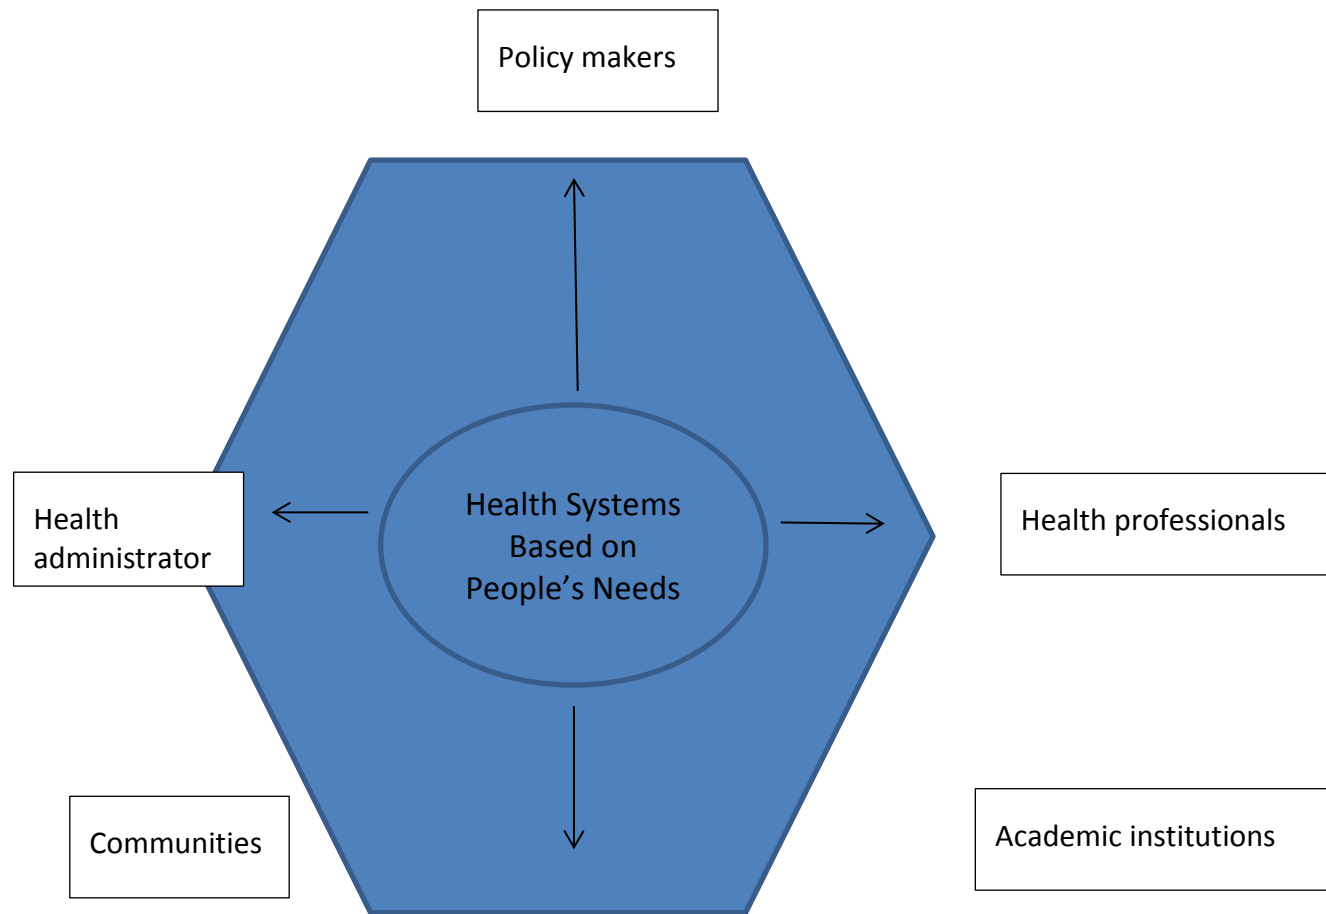 Policy makers
Health
administrator
Health Systems
Based on
People’s Needs
Health professionals
Communities
Academic institutions